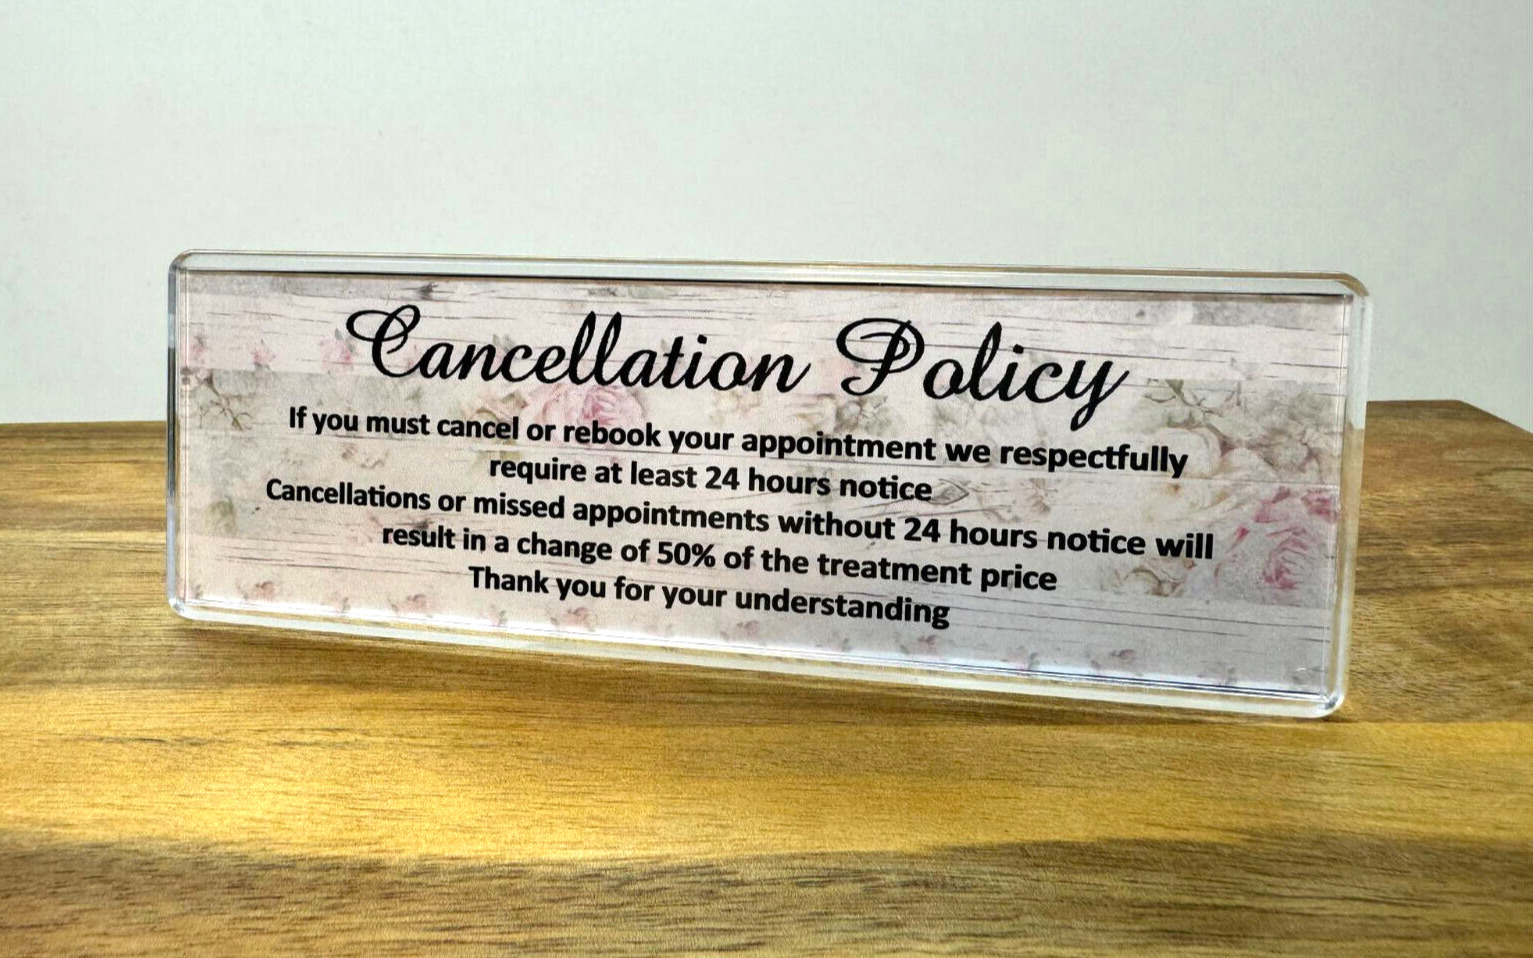 Cancellation Policy
If you must cancel or rebook your appointment we respectfully
require at least 24 hours notice
Cancellations or missed appointments without 24 hours notice will
result in a change of 50% of the treatment price
Thank you for your understanding